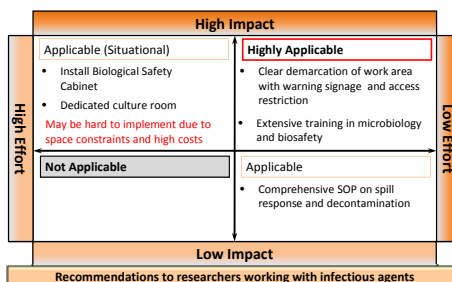 High Impact
High Effort
Applicable (Situational)
• Install Biological Safety
Cabinet
• Dedicated culture room
May be hard to implement due to
space constraints and high costs
Highly Applicable
• Clear demarcation of work area
with warning signage and access
restriction
• Extensive training in microbiology
and biosafety
Low Effort
Not Applicable
Applicable
• Comprehensive SOP on spill
response and decontamination
Low Impact
Recommendations to researchers working with infectious agents